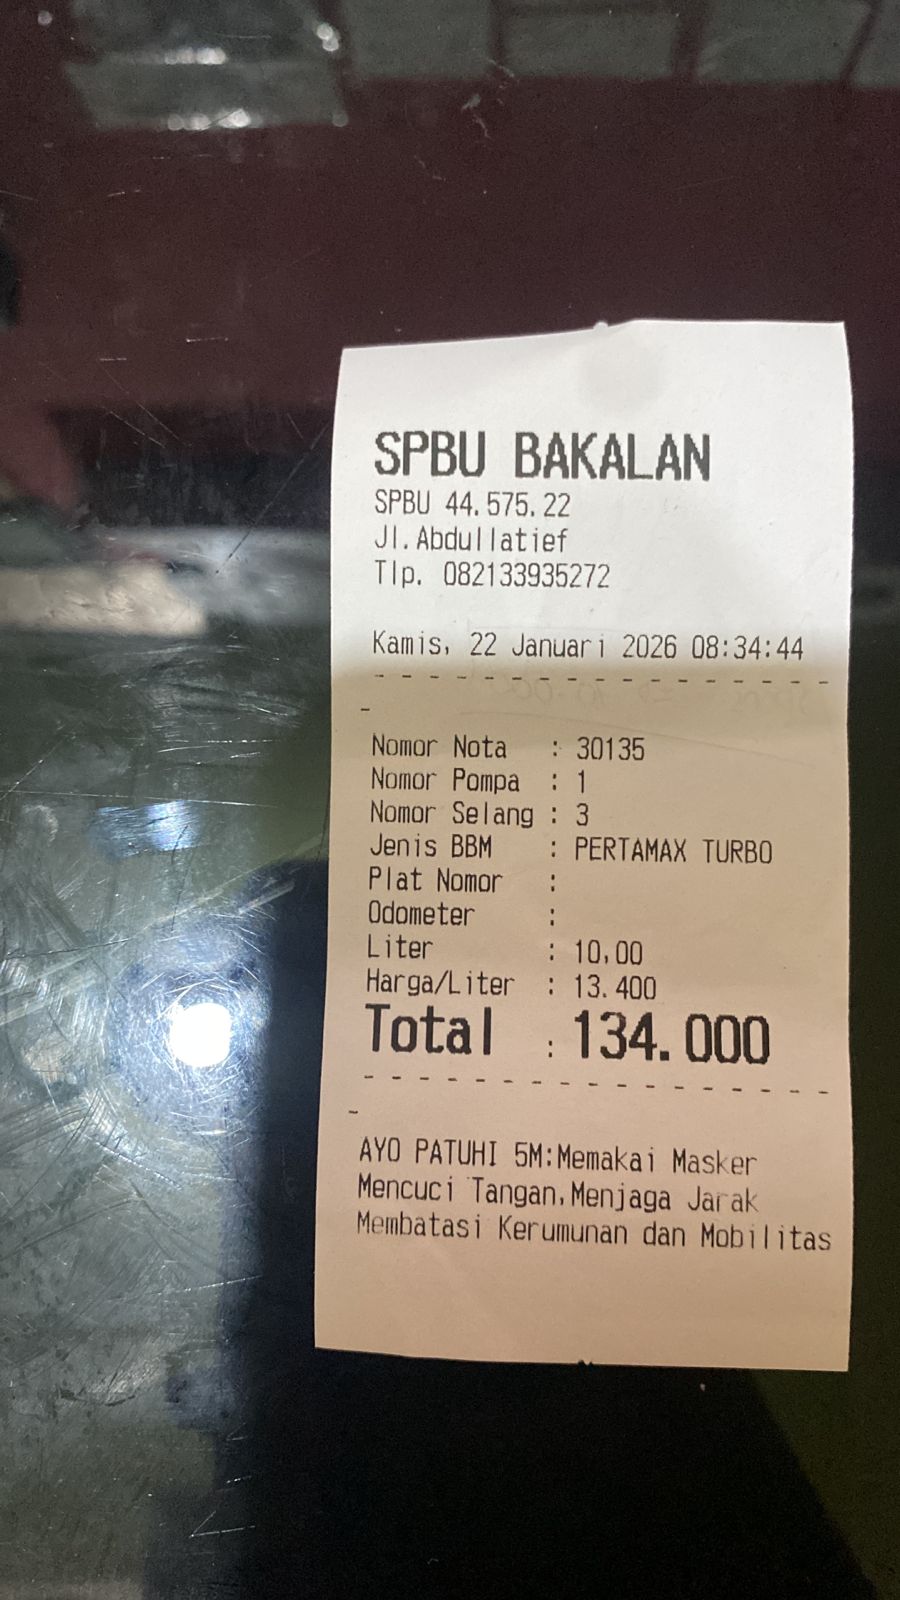 SPBU BAKALAN
SPBU 44.575.22
Jl.Abdullatief
Tlp. 082133935272
Kamis, 22 Januari 2026 08:34:44
- - - - - - - - - - - - - - - - -
-
Nomor Nota : 30135
Nomor Pompa : 1
Nomor Selang : 3
Jenis BBM : PERTAMAX TURBO
Plat Nomor :
Odometer :
Liter : 10,00
Harga/Liter : 13.400
Total : 134.000
- - - - - - - - - - - - - - - - -
-
AYO PATUHI 5M:Memakai Masker
Mencuci Tangan,Menjaga Jarak
Membatasi Kerumunan dan Mobilitas